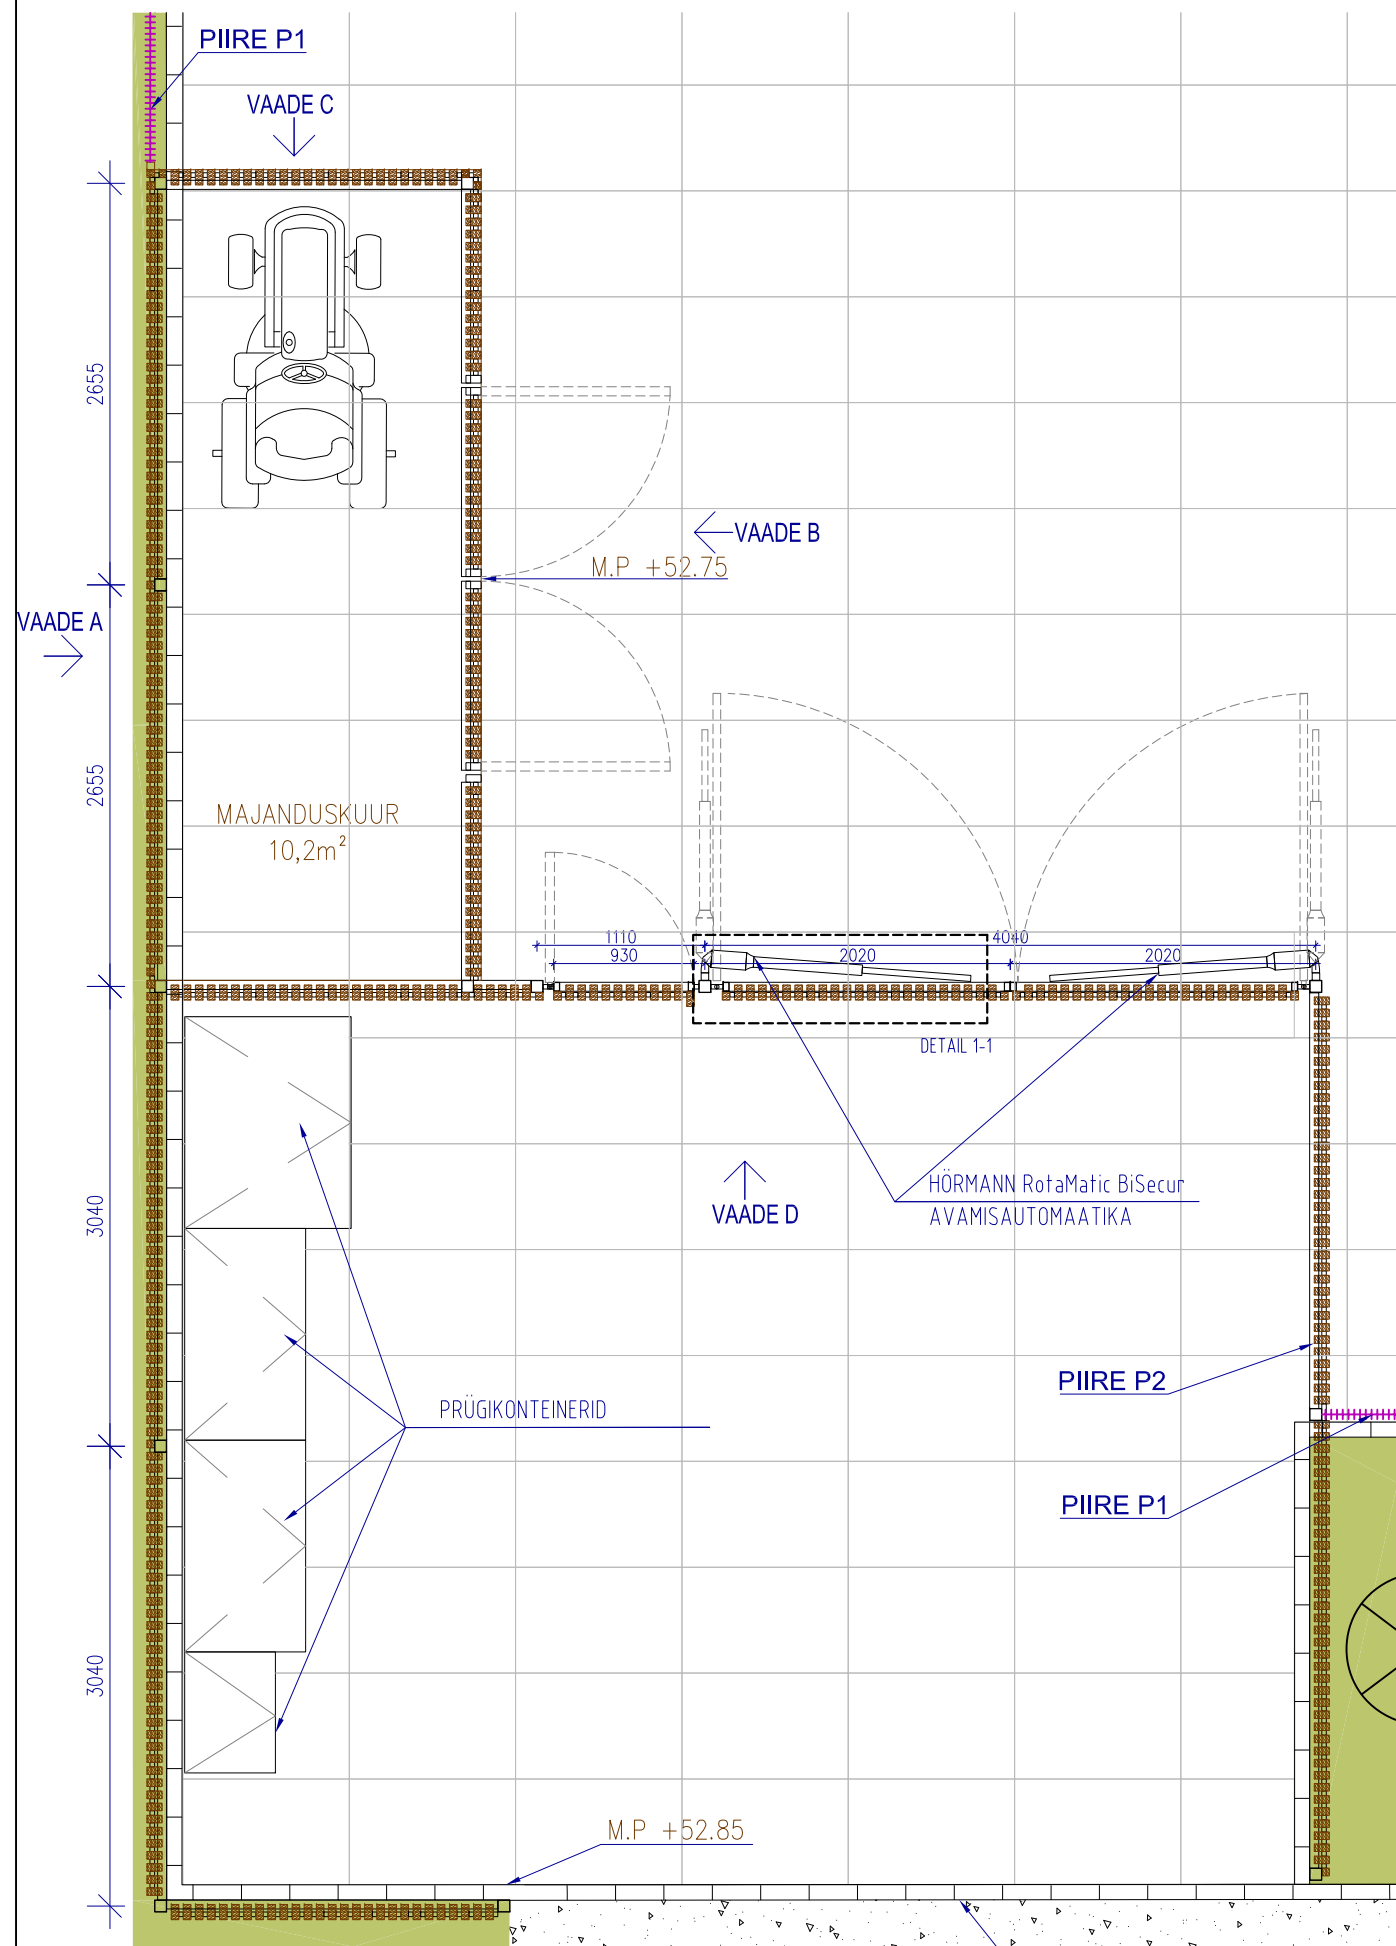 PIIRE P1
VAADE C
2655
VAADE B
M.P +52.75
VAADE A
2655
MAJANDUSKUUR
10,2m²
1110
4040
930
2020
2020
DETAIL 1-1
HÖRMANN RotaMatic BiSecur
AVAMISAUTOMAATIKA
VAADE D
3040
PIIRE P2
PRÜGIKONTEINERID
PIIRE P1
3040
M.P +52.85